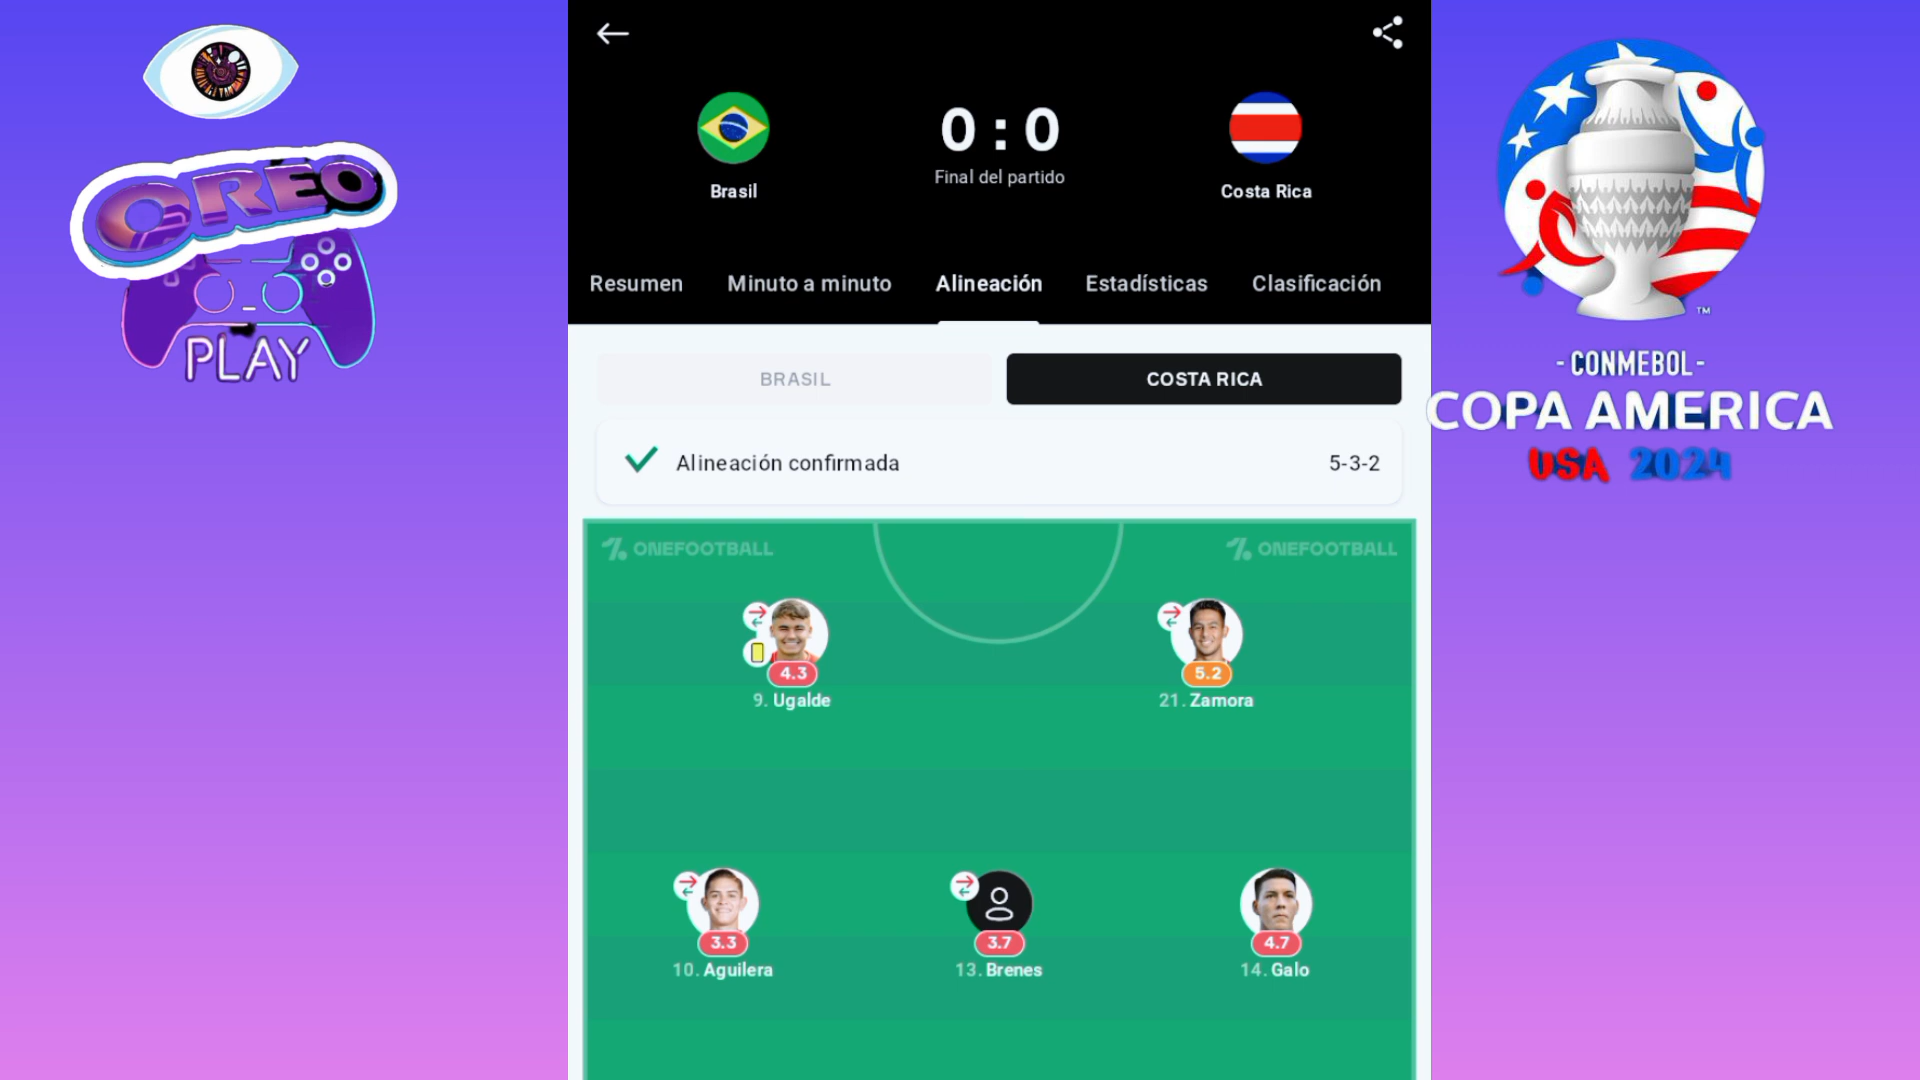 OREO
PLAY
0 : 0
Final del partido
Brasil
Costa Rica
Resumen
Minuto a minuto
Alineación
Estadísticas
Clasificación
BRASIL
COSTA RICA
Alineación confirmada
5-3-2
ONEFOOTBALL
ONEFOOTBALL
4.3
9. Ugalde
5.2
21. Zamora
3.3
10. Aguilera
3.7
13. Brenes
4.7
14. Galo
TM
- CONMEBOL -
COPA AMERICA
USA 2024